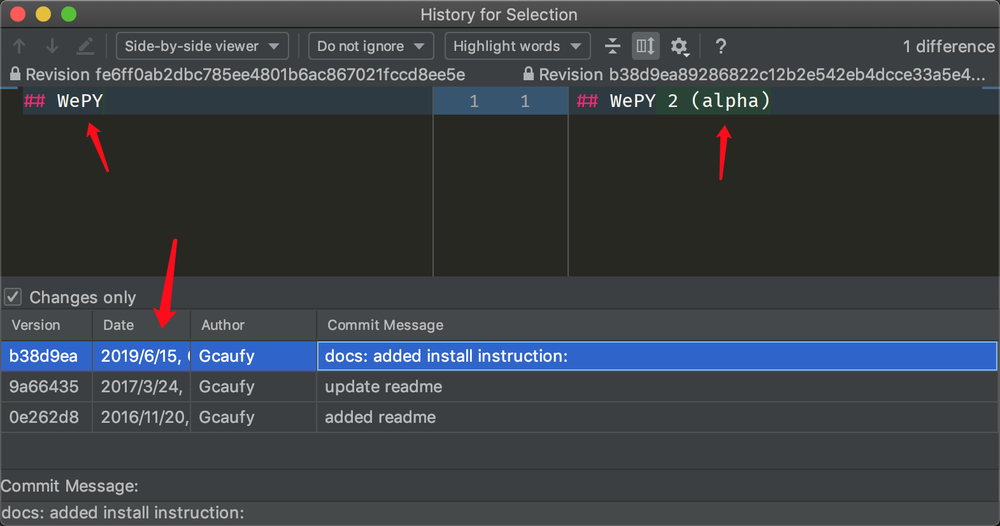 History for Selection
Side-by-side viewer Do not ignore Highlight words ? 1 difference
Revision fe6ff0ab2dbc785ee4801b6ac867021fccd8ee5e Revision b38d9ea89286822c12b2e542eb4dcce33a5e4...
## WePY 1 1 ## WePY 2 (alpha)
Changes only
Version Date Author Commit Message
b38d9ea 2019/6/15, Gcaufy docs: added install instruction:
9a66435 2017/3/24, Gcaufy update readme
0e262d8 2016/11/20, Gcaufy added readme
Commit Message:
docs: added install instruction: